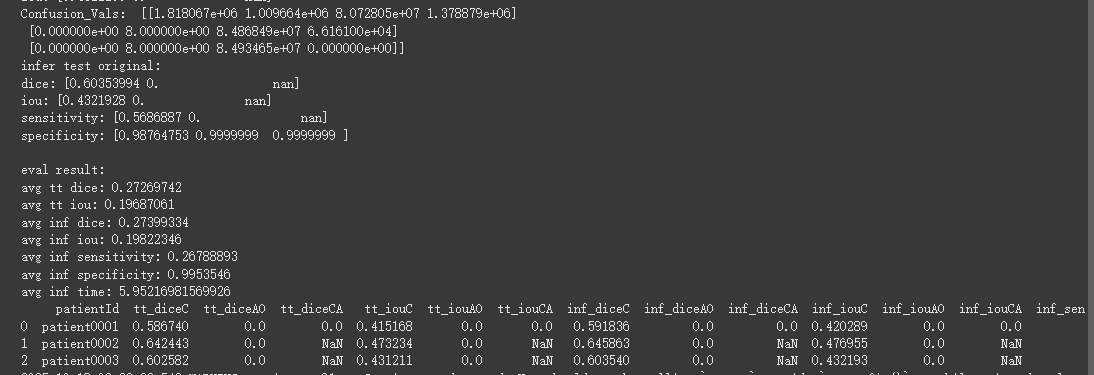 Confusion_Vals:  [[1.818067e+06 1.009664e+06 8.072805e+07 1.378879e+06]
 [0.000000e+00 8.000000e+00 8.486849e+07 6.616100e+04]
 [0.000000e+00 8.000000e+00 8.493465e+07 0.000000e+00]]
infer test original:
dice: [0.60353994 0.                nan]
iou: [0.4321928 0.               nan]
sensitivity: [0.5686887 0.               nan]
specificity: [0.98764753 0.9999999  0.9999999 ]
eval result:
avg tt dice: 0.27269742
avg tt iou: 0.19687061
avg inf dice: 0.27399334
avg inf iou: 0.19822346
avg inf sensitivity: 0.26788893
avg inf specificity: 0.9953546
avg inf time: 5.95216981569926
     patientId  tt_diceC  tt_diceAO  tt_diceCA   tt_iouC  tt_iouAO  tt_iouCA  inf_diceC  inf_diceAO  inf_diceCA  inf_iouC  inf_iouAO  inf_iouCA  inf_sen
0  patient0001  0.586740        0.0        0.0  0.415168       0.0       0.0   0.591836         0.0         0.0  0.420289        0.0        0.0
1  patient0002  0.642443        0.0        NaN  0.473234       0.0       NaN   0.645863         0.0         NaN  0.476955        0.0        NaN
2  patient0003  0.602582        0.0        NaN  0.431211       0.0       NaN   0.603540         0.0         NaN  0.432193        0.0        NaN